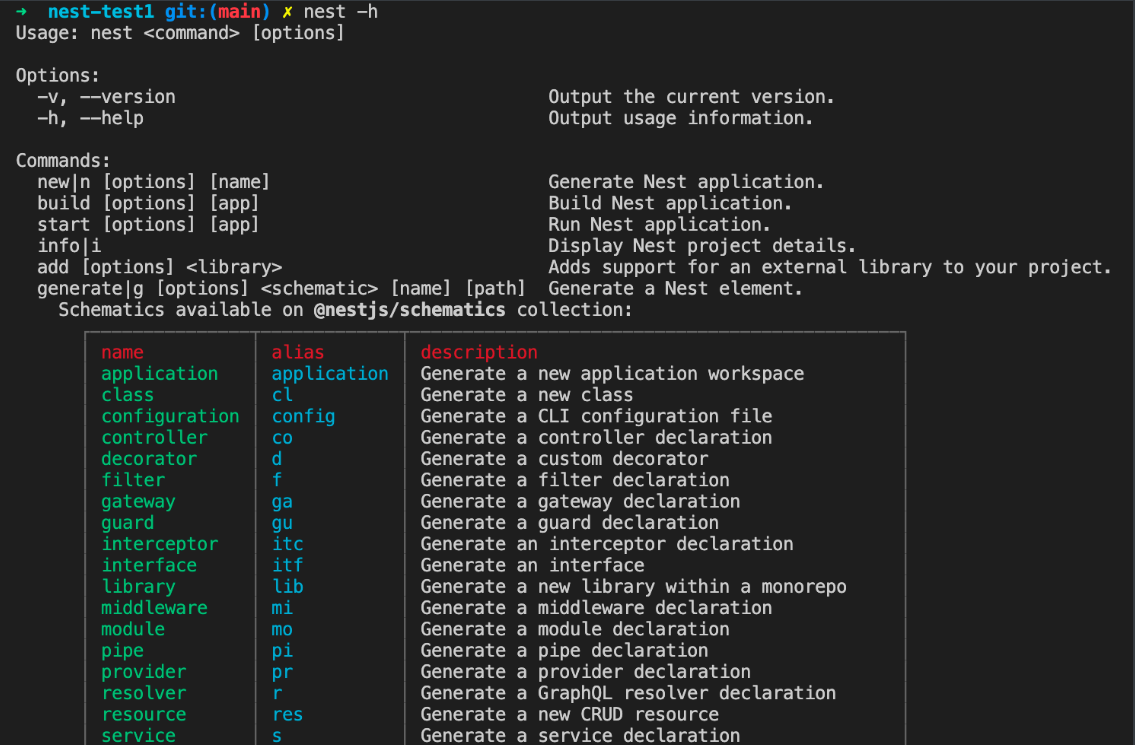 → nest-test1 git:(main) ✗ nest -h
Usage: nest <command> [options]
Options:
-v, --version Output the current version.
-h, --help Output usage information.
Commands:
new|n [options] [name] Generate Nest application.
build [options] [app] Build Nest application.
start [options] [app] Run Nest application.
info|i Display Nest project details.
add [options] <library> Adds support for an external library to your project.
generate|g [options] <schematic> [name] [path] Generate a Nest element.
Schematics available on @nestjs/schematics collection:
name alias description
application application Generate a new application workspace
class cl Generate a new class
configuration config Generate a CLI configuration file
controller co Generate a controller declaration
decorator d Generate a custom decorator
filter f Generate a filter declaration
gateway ga Generate a gateway declaration
guard gu Generate a guard declaration
interceptor itc Generate an interceptor declaration
interface itf Generate an interface
library lib Generate a new library within a monorepo
middleware mi Generate a middleware declaration
module mo Generate a module declaration
pipe pi Generate a pipe declaration
provider pr Generate a provider declaration
resolver r Generate a GraphQL resolver declaration
resource res Generate a new CRUD resource
service s Generate a service declaration